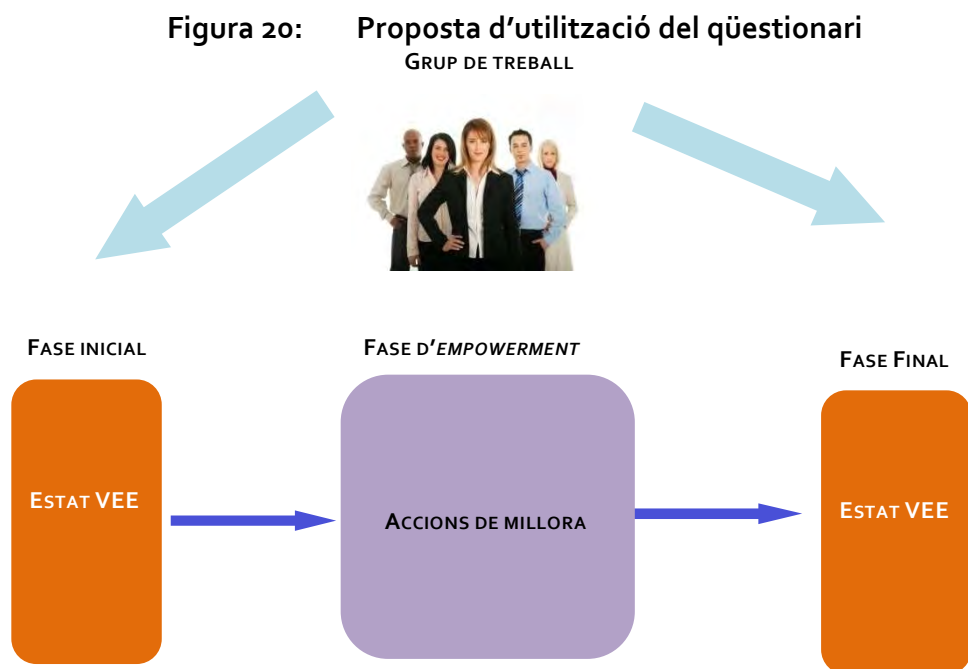 Figura 20: Proposta d'utilització del qüestionari
GRUP DE TREBALL
FASE INICIAL
FASE D'EMPOWERMENT
FASE FINAL
ESTAT VEE
ACCIONS DE MILLORA
ESTAT VEE